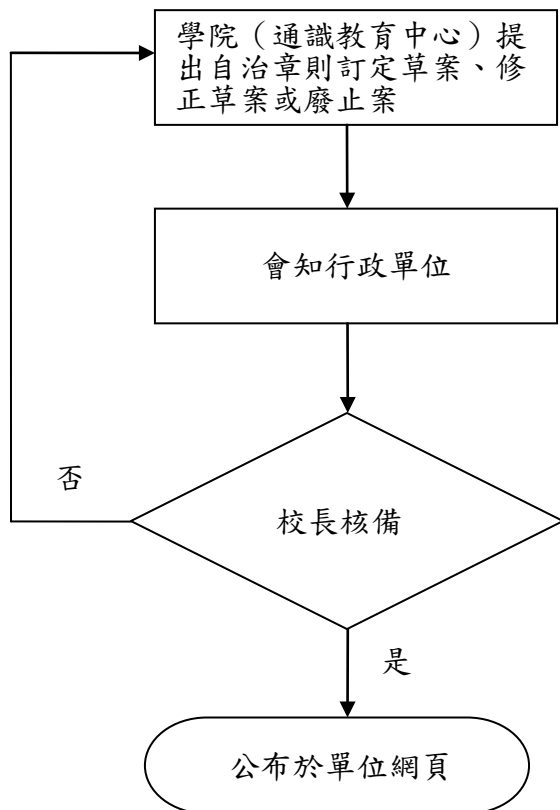 學院（通識教育中心）提
出自治章則訂定草案、修
正草案或廢止案
會知行政單位
否
校長核備
是
公布於單位網頁